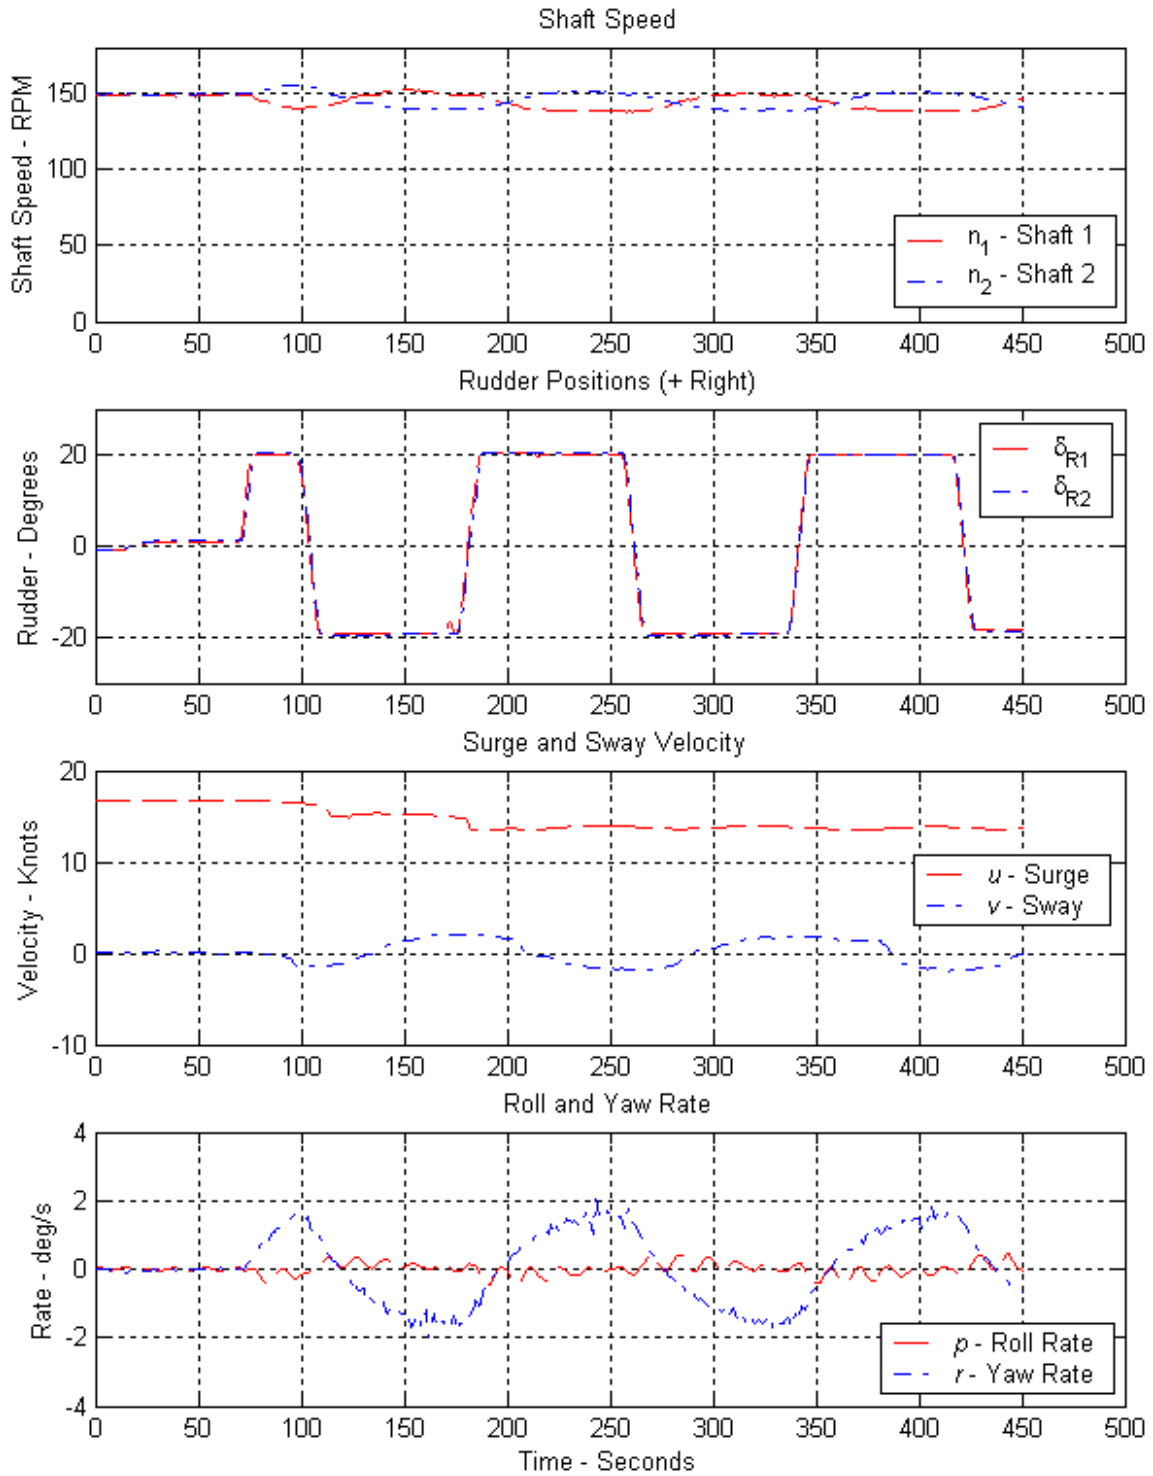 Shaft Speed
Shaft Speed - RPM
150
100
50
0
n1 - Shaft 1
n2 - Shaft 2
0 50 100 150 200 250 300 350 400 450 500
Rudder Positions (+ Right)
Rudder - Degrees
20
0
-20
δR1
δR2
0 50 100 150 200 250 300 350 400 450 500
Surge and Sway Velocity
Velocity - Knots
20
10
0
-10
u - Surge
v - Sway
0 50 100 150 200 250 300 350 400 450 500
Roll and Yaw Rate
Rate - deg/s
4
2
0
-2
-4
p - Roll Rate
r - Yaw Rate
0 50 100 150 200 250 300 350 400 450 500
Time - Seconds